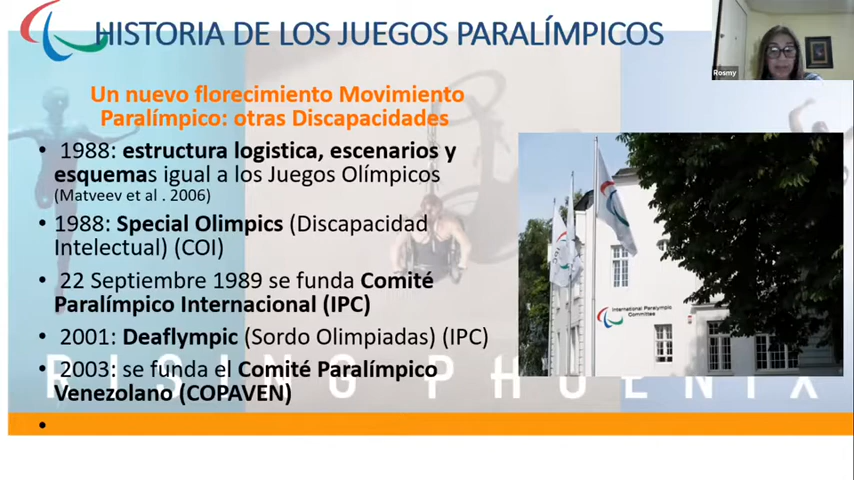 HISTORIA DE LOS JUEGOS PARALÍMPICOS
Rosmy
Un nuevo florecimiento Movimiento
Paralímpico: otras Discapacidades
• 1988: estructura logistica, escenarios y
esquemas igual a los Juegos Olímpicos
(Matveev et al . 2006)
• 1988: Special Olimpics (Discapacidad
Intelectual) (COI)
• 22 Septiembre 1989 se funda Comité
Paralímpico Internacional (IPC)
• 2001: Deaflympic (Sordo Olimpiadas) (IPC)
• 2003: se funda el Comité Paralímpico
Venezolano (COPAVEN)
•
International Paralympic
Committee
RISING PHOENIX